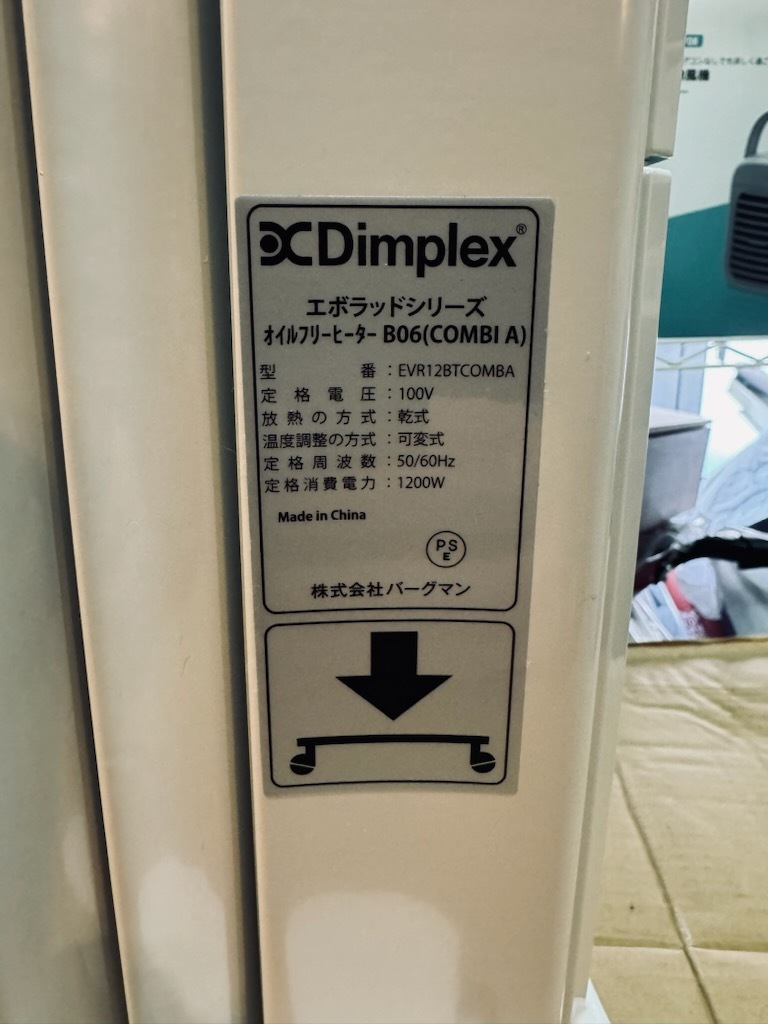 Dimplex®
エボラッドシリーズ
オイルフリーヒーター B06(COMBI A)
型番：EVR12BTCOMBA
定格電圧：100V
放熱の方式：乾式
温度調整の方式：可変式
定格周波数：50/60Hz
定格消費電力：1200W
Made in China
PS
E
株式会社バーグマン